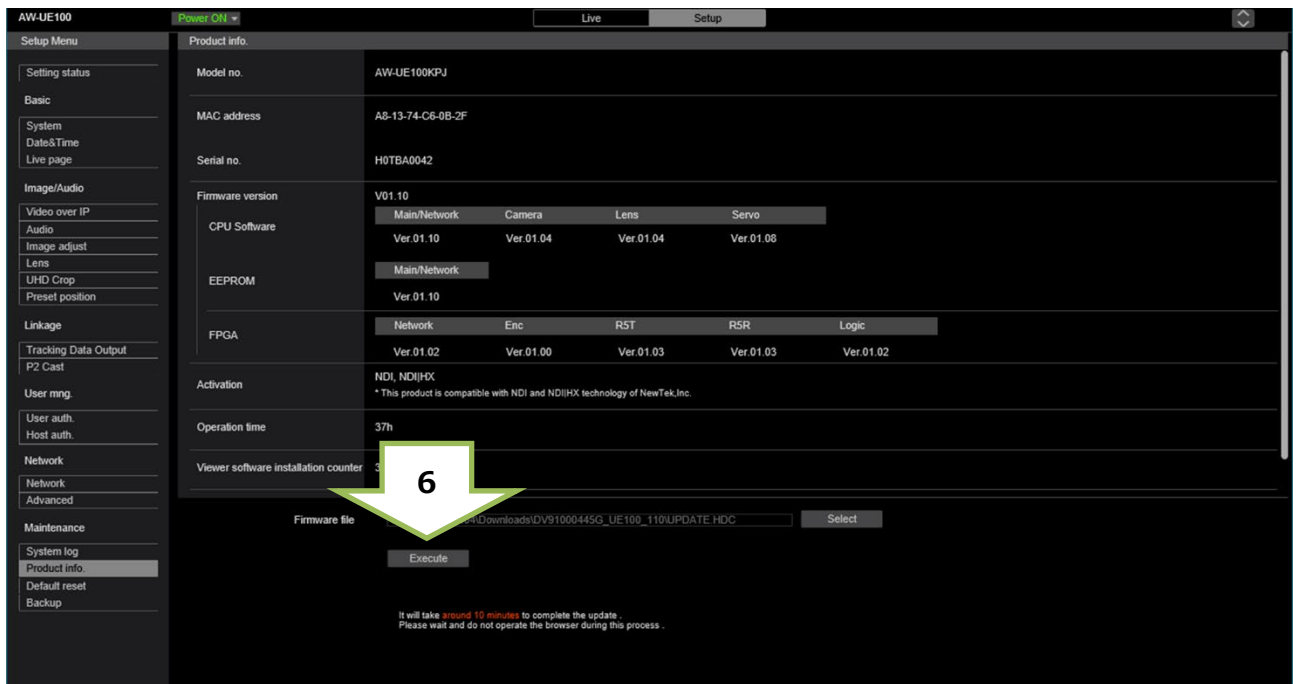 AW-UE100 Power ON Live Setup
Setup Menu Product info.
Setting status
Basic
System
Date&Time
Live page
Image/Audio
Video over IP
Audio
Image adjust
Lens
UHD Crop
Preset position
Linkage
Tracking Data Output
P2 Cast
User mng.
User auth.
Host auth.
Network
Network
Advanced
Maintenance
System log
Product info.
Default reset
Backup
Model no. AW-UE100KPJ
MAC address A8-13-74-C6-0B-2F
Serial no. H0TBA0042
Firmware version V01.10
CPU Software
Main/Network Camera Lens Servo
Ver.01.10 Ver.01.04 Ver.01.04 Ver.01.08
EEPROM
Main/Network
Ver.01.10
FPGA
Network Enc R5T R5R Logic
Ver.01.02 Ver.01.00 Ver.01.03 Ver.01.03 Ver.01.02
Activation
NDI, NDI|HX
* This product is compatible with NDI and NDI|HX technology of NewTek,Inc.
Operation time 37h
Viewer software installation counter
6
Firmware file \Downloads\DV91000445G_UE100_110\UPDATE.HDC Select
Execute
It will take around 10 minutes to complete the update .
Please wait and do not operate the browser during this process .